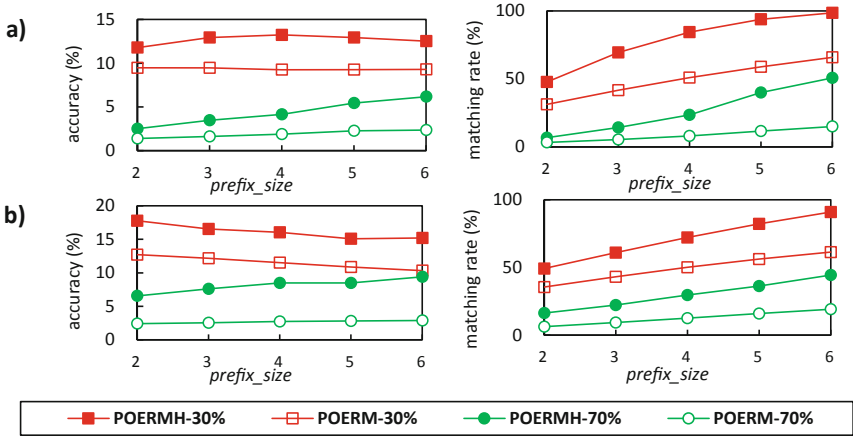 a)
accuracy (%)
15
10
5
0
2 3 4 5 6
prefix_size
matching rate (%)
100
50
0
2 3 4 5 6
prefix_size
b)
accuracy (%)
20
15
10
5
0
2 3 4 5 6
prefix_size
matching rate (%)
100
50
0
2 3 4 5 6
prefix_size
POERMH-30% POERM-30% POERMH-70% POERM-70%